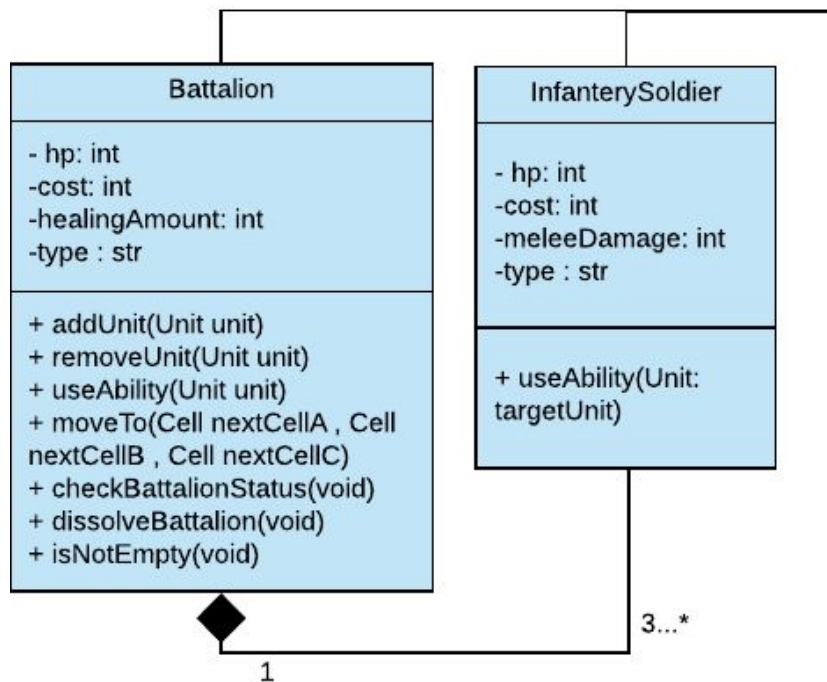 Battalion
- hp: int
-cost: int
-healingAmount: int
-type : str
+ addUnit(Unit unit)
+ removeUnit(Unit unit)
+ useAbility(Unit unit)
+ moveTo(Cell nextCellA , Cell
nextCellB , Cell nextCellC)
+ checkBattalionStatus(void)
+ dissolveBattalion(void)
+ isNotEmpty(void)
InfanterySoldier
- hp: int
-cost: int
-meleeDamage: int
-type : str
+ useAbility(Unit:
targetUnit)
3...*
1